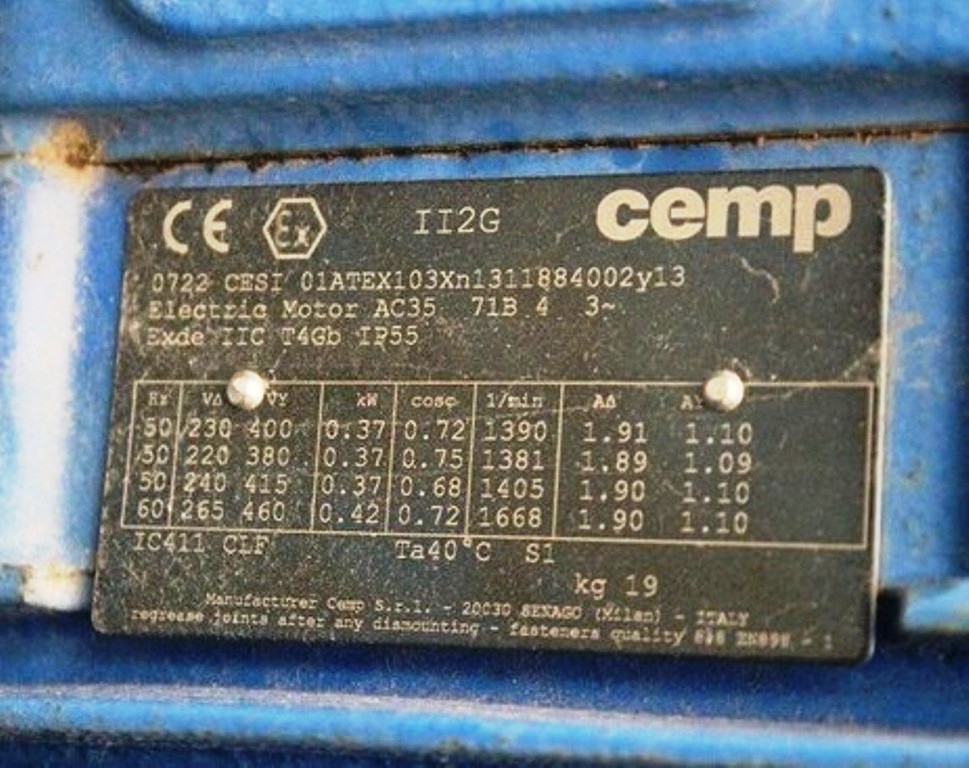 CE Ex II2G cemp
0722 CESI 01ATEX103Xn1311884002y13
Electric Motor AC35 71B 4 3~
Exde IIC T4Gb IP55
Hz VΔ VY kW cosφ 1/min AΔ
50 230 400 0.37 0.72 1390 1.91 1.10
50 220 380 0.37 0.75 1381 1.89 1.09
50 240 415 0.37 0.68 1405 1.90 1.10
60 265 460 0.42 0.72 1668 1.90 1.10
IC411 CLF Ta40°C S1
kg 19
Manufacturer Cemp S.r.l. - 20030 SENAGO (Milan) - ITALY
regrease joints after any dismounting - fasteners quality 8.8 - 1